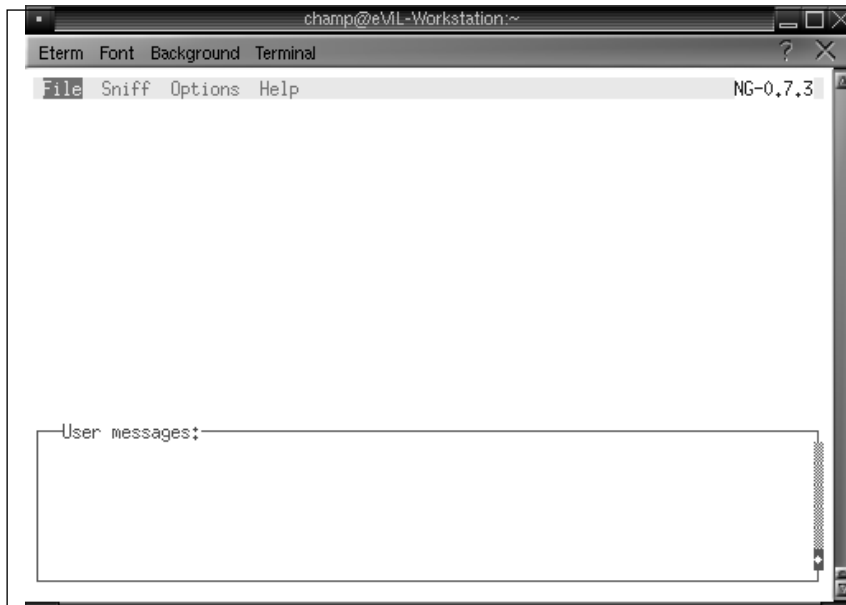 champ@eViL-Workstation:~
Eterm Font Background Terminal ?
File Sniff Options Help NG-0.7.3
User messages: